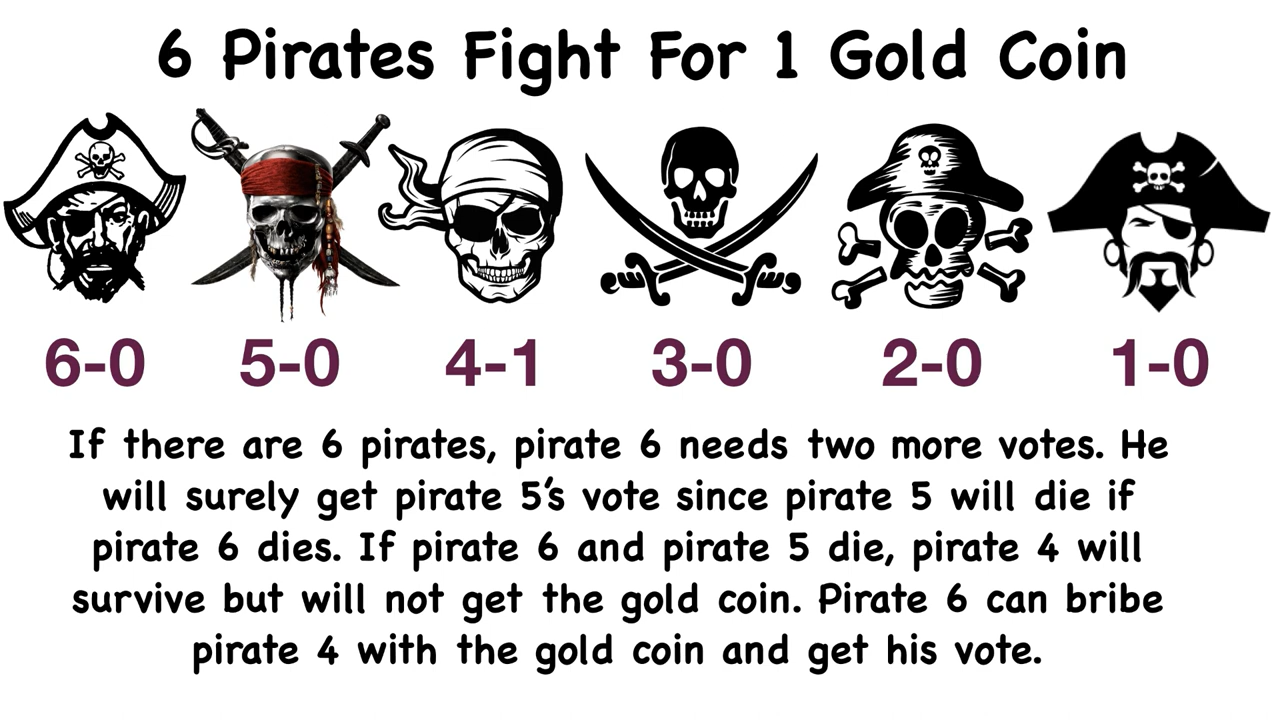 6 Pirates Fight For 1 Gold Coin
6-0 5-0 4-1 3-0 2-0 1-0
If there are 6 pirates, pirate 6 needs two more votes. He
will surely get pirate 5's vote since pirate 5 will die if
pirate 6 dies. If pirate 6 and pirate 5 die, pirate 4 will
survive but will not get the gold coin. Pirate 6 can bribe
pirate 4 with the gold coin and get his vote.